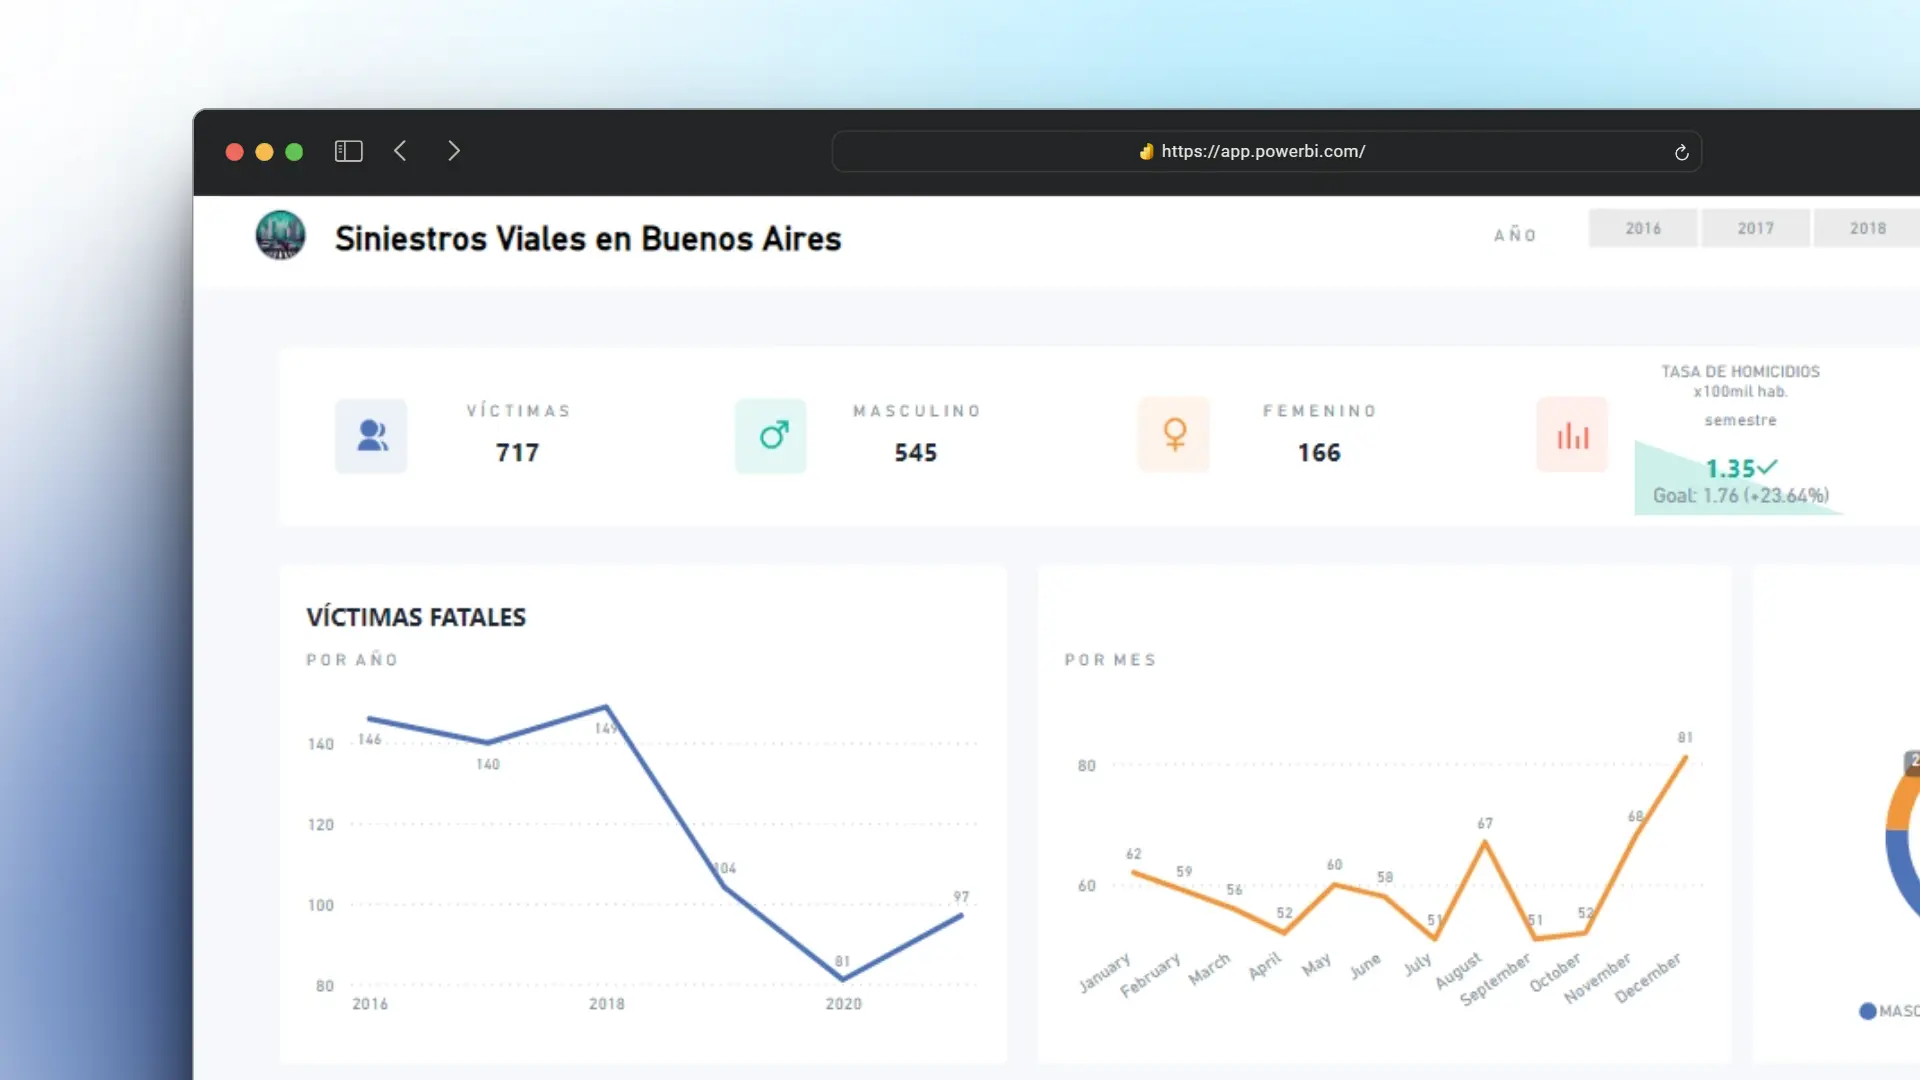 https://app.powerbi.com/
Siniestros Viales en Buenos Aires
AÑO
2016
2017
2018
VÍCTIMAS
717
MASCULINO
545
FEMENINO
166
TASA DE HOMICIDIOS
x100mil hab.
semestre
1.35
Goal: 1.76 (+23.64%)
VÍCTIMAS FATALES
POR AÑO
140
120
100
80
146
140
149
104
81
97
2016
2018
2020
POR MES
80
60
62
59
56
52
60
58
51
67
51
52
68
81
January
February
March
April
May
June
July
August
September
October
November
December
2
MASC